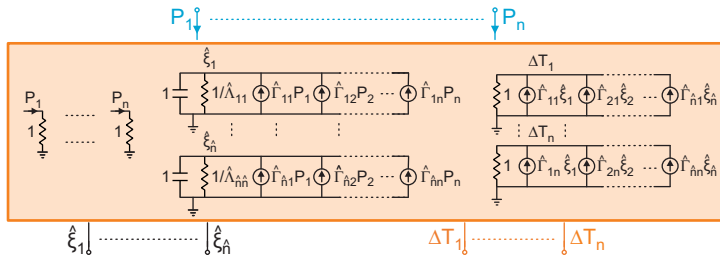 P₁ Pₙ
ξ̂₁ ΔT₁
P₁ Pₙ 1 1/Λ̂₁₁ Γ̂₁₁P₁ Γ̂₁₂P₂ ··· Γ̂₁ₙPₙ 1 Γ̂₁₁ξ̂₁ Γ̂₂₁ξ̂₂ ··· Γ̂n̂₁ξ̂n̂
1 1
ξ̂n̂ ΔTₙ
1 1/Λ̂n̂n̂ Γ̂n̂₁P₁ Γ̂n̂₂P₂ ··· Γ̂n̂ₙPₙ 1 Γ̂₁ₙξ̂₁ Γ̂₂ₙξ̂₂ ··· Γ̂n̂ₙξ̂n̂
ξ̂₁ ξ̂n̂ ΔT₁ ΔTₙ